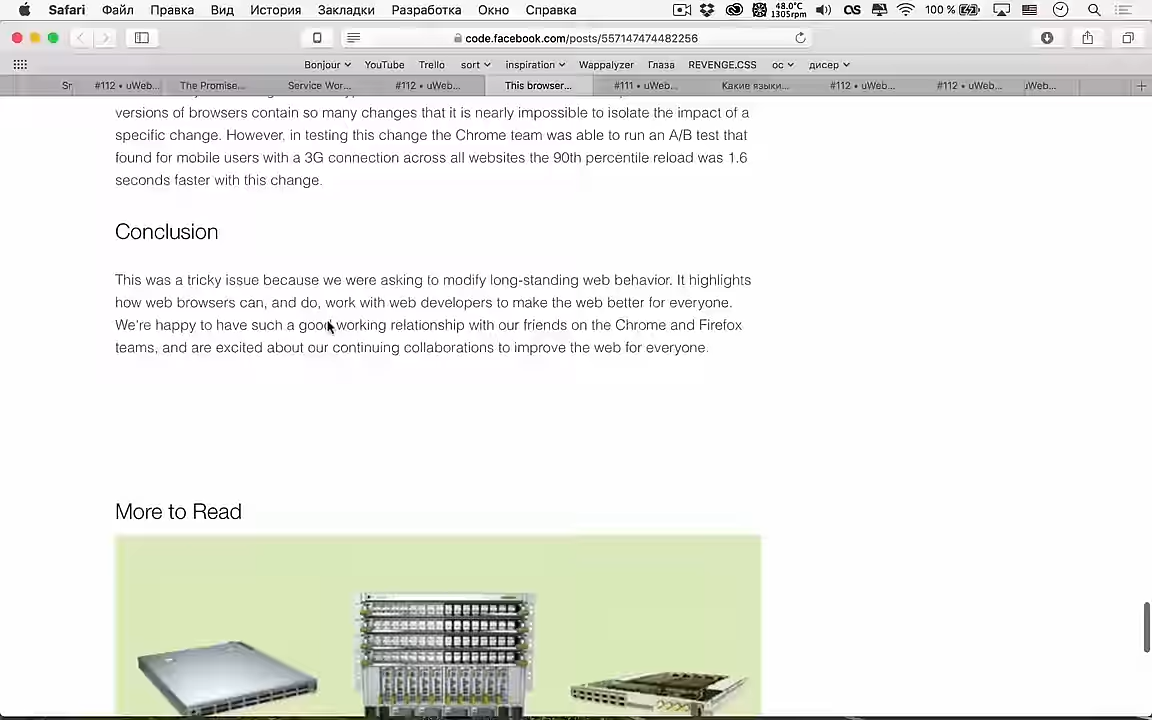 Safari Файл Правка Вид История Закладки Разработка Окно Справка 48.0°C 1305rpm 100 %
code.facebook.com/posts/557147474482256
Bonjour YouTube Trello sort inspiration Wappalyzer Глаза REVENGE.CSS ос дисер
Sr #112 • uWeb... The Promise... Service Wor... #112 • uWeb... This browser... #111 • uWeb... Какие языки... #112 • uWeb... #112 • uWeb... uWeb...
versions of browsers contain so many changes that it is nearly impossible to isolate the impact of a
specific change. However, in testing this change the Chrome team was able to run an A/B test that
found for mobile users with a 3G connection across all websites the 90th percentile reload was 1.6
seconds faster with this change.
Conclusion
This was a tricky issue because we were asking to modify long-standing web behavior. It highlights
how web browsers can, and do, work with web developers to make the web better for everyone.
We're happy to have such a good working relationship with our friends on the Chrome and Firefox
teams, and are excited about our continuing collaborations to improve the web for everyone.
More to Read